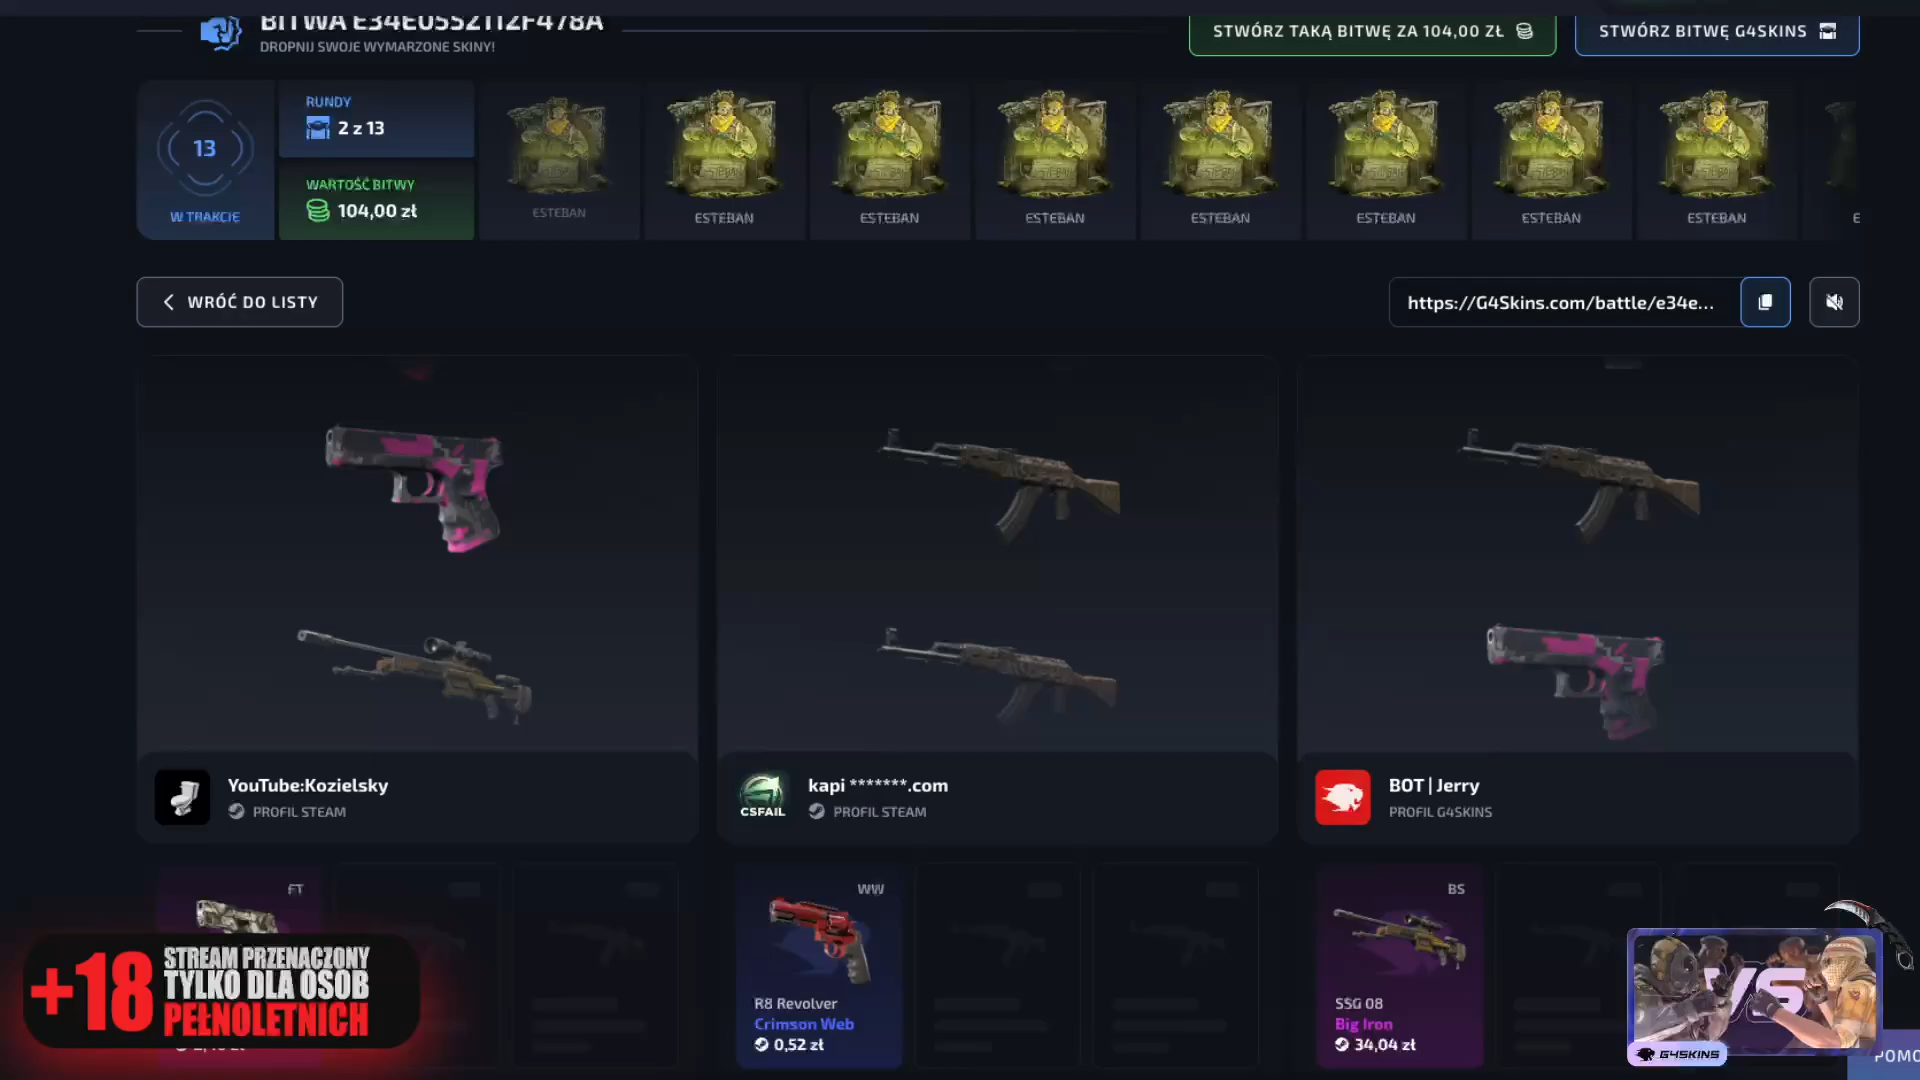 BITWA E34E0552112F478A
DROPNIJ SWOJE WYMARZONE SKINY!
STWÓRZ TAKĄ BITWĘ ZA 104,00 ZŁ
STWÓRZ BITWĘ G4SKINS
13
W TRAKCIE
RUNDY
2 z 13
WARTOŚĆ BITWY
104,00 zł
ESTEBAN
ESTEBAN
ESTEBAN
ESTEBAN
ESTEBAN
ESTEBAN
ESTEBAN
ESTEBAN
E
WRÓĆ DO LISTY
https://G4Skins.com/battle/e34e...
YouTube:Kozielsky
PROFIL STEAM
CSFAIL
kapi *******.com
PROFIL STEAM
BOT | Jerry
PROFIL G4SKINS
FT
WW
R8 Revolver
Crimson Web
0,52 zł
BS
SSG 08
Big Iron
34,04 zł
+18
STREAM PRZENACZONY
TYLKO DLA OSÓB
PEŁNOLETNICH
VS
G4SKINS
POMO